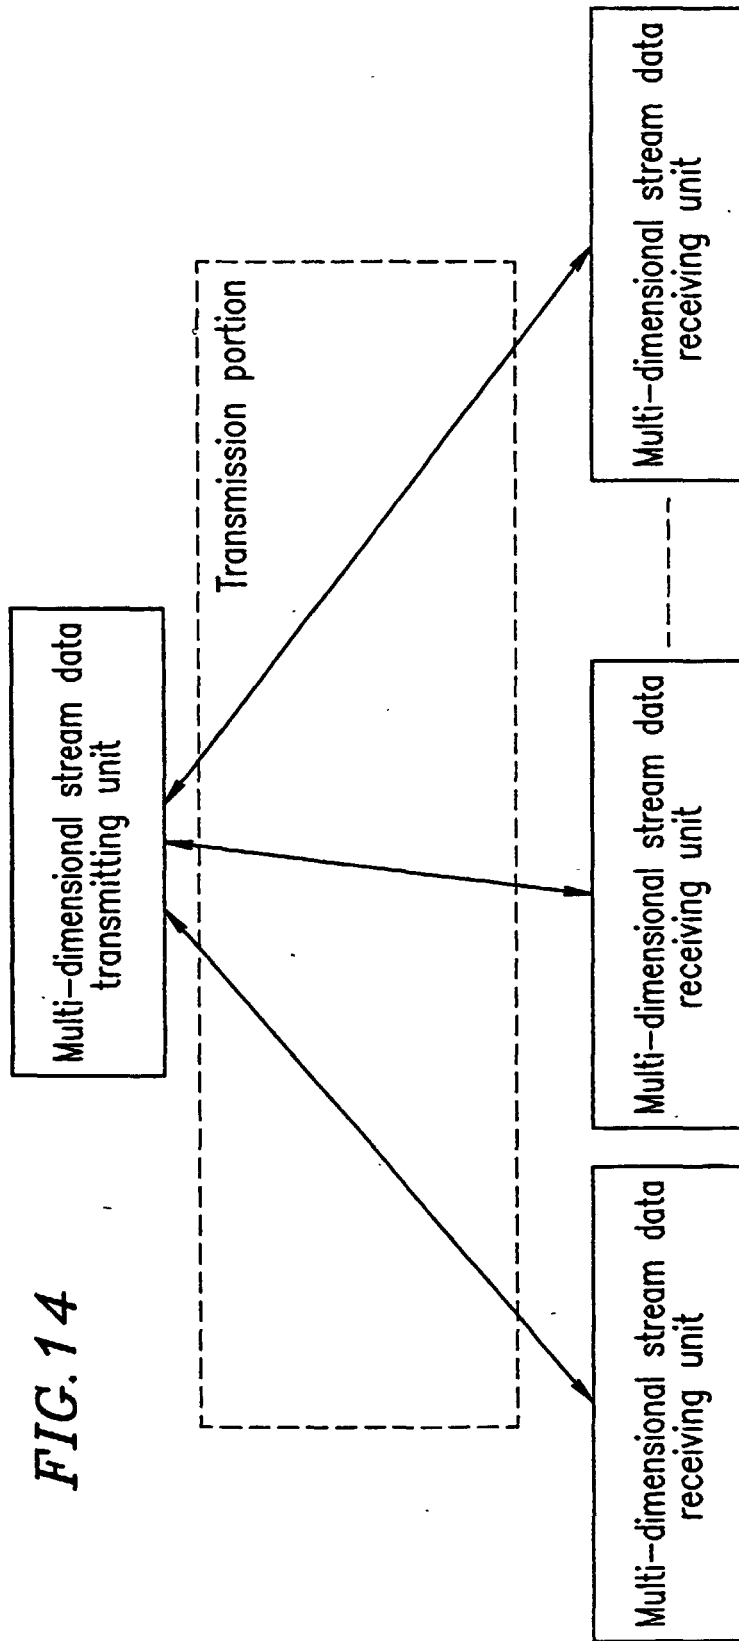 FIG.14
Multi-dimensional stream data
transmitting unit
Transmission portion
Multi-dimensional stream data
receiving unit
Multi-dimensional stream data
receiving unit
Multi-dimensional stream data
receiving unit